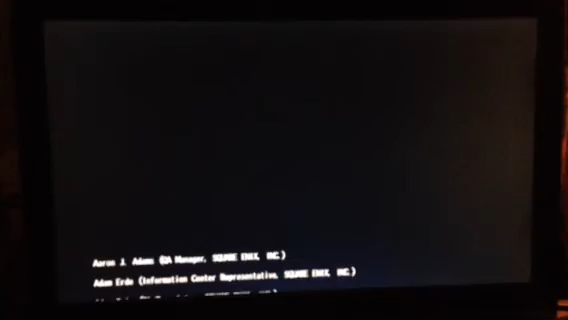 Aaron J. Adams (QA Manager, SQUARE ENIX, INC.)
Adam Erdo (Information Center Representative, SQUARE ENIX, INC.)